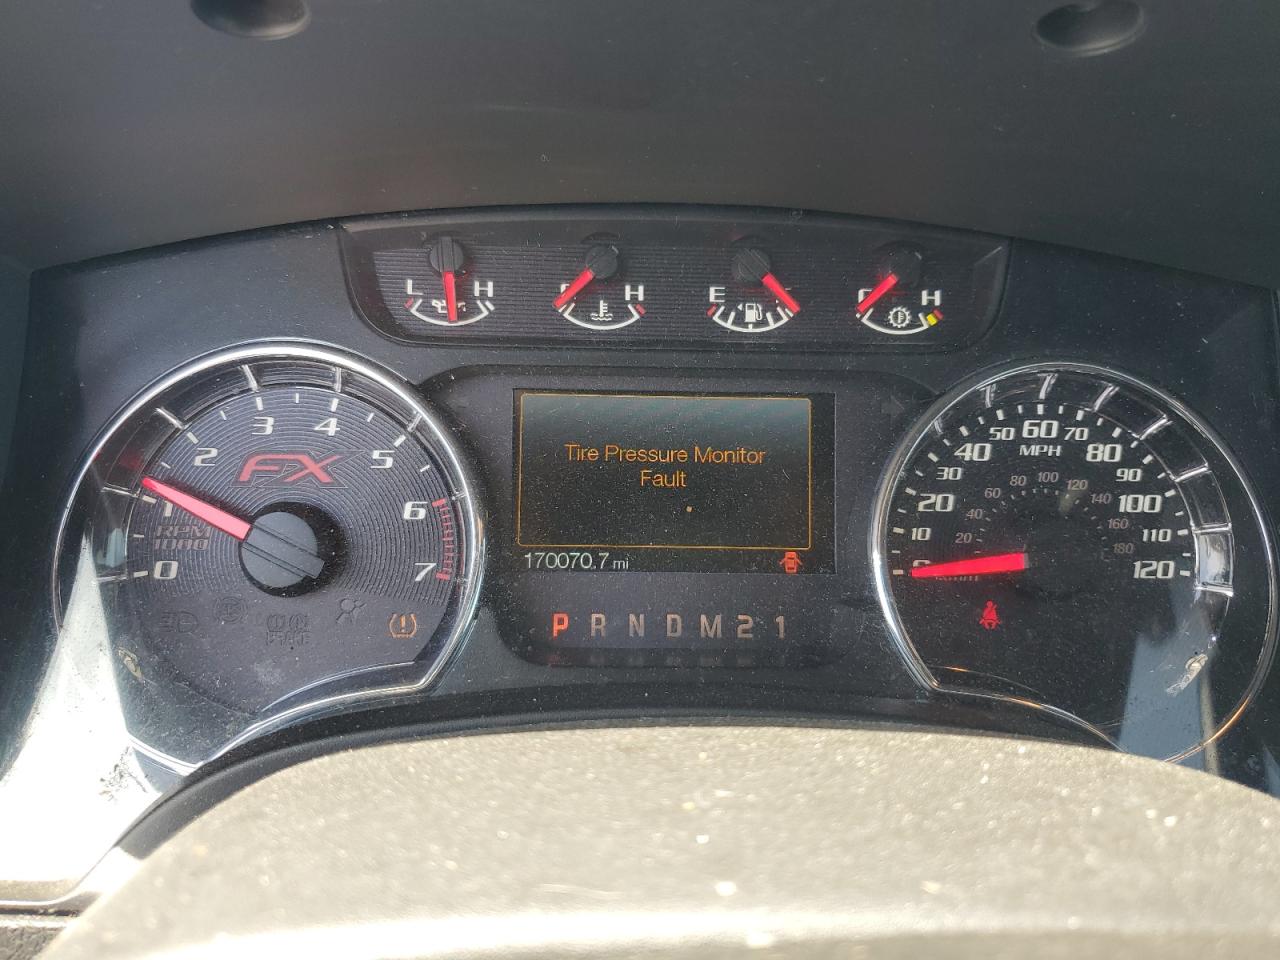 L H
H
E
H
0 1 2 3 4 5 6 7
FX
RPM
1000
Tire Pressure Monitor
Fault
170070.7 mi
P R N D M 2 1
10 20 30 40 50 60 70 80 90 100 110 120
MPH
20 40 60 80 100 120 140 160 180
BRAKE